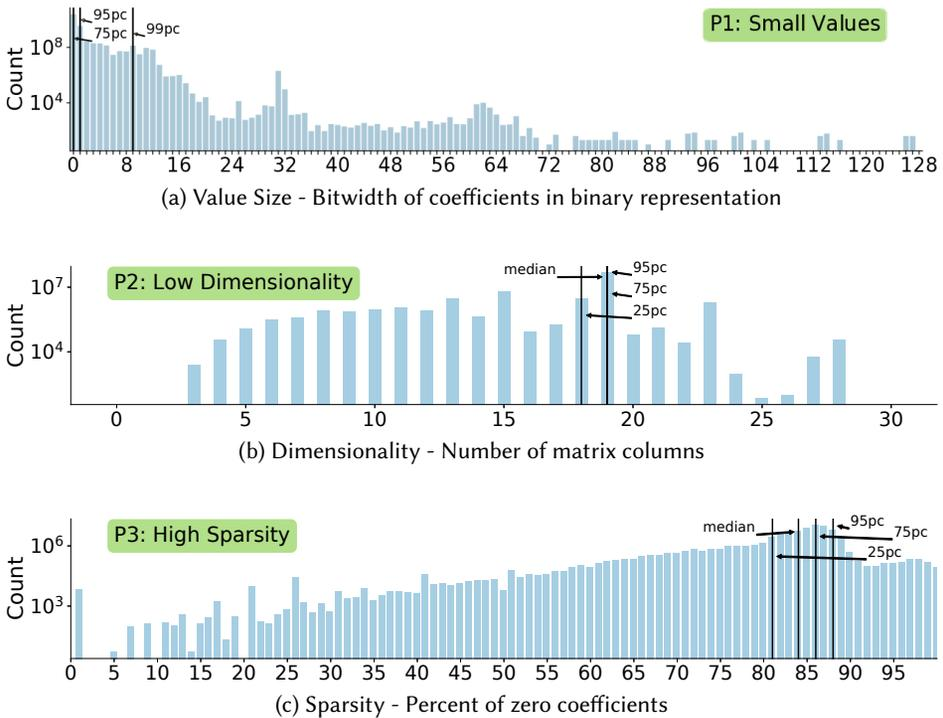 95pc
75pc
99pc
P1: Small Values
Count
10^8
10^4
0 8 16 24 32 40 48 56 64 72 80 88 96 104 112 120 128
(a) Value Size - Bitwidth of coefficients in binary representation
P2: Low Dimensionality
median
95pc
75pc
25pc
Count
10^7
10^4
0 5 10 15 20 25 30
(b) Dimensionality - Number of matrix columns
P3: High Sparsity
median
95pc
75pc
25pc
Count
10^6
10^3
0 5 10 15 20 25 30 35 40 45 50 55 60 65 70 75 80 85 90 95
(c) Sparsity - Percent of zero coefficients